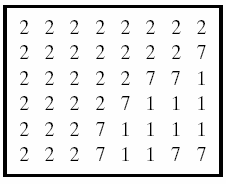 2 2 2 2 2 2 2 2
2 2 2 2 2 2 2 7
2 2 2 2 2 7 7 1
2 2 2 2 7 1 1 1
2 2 2 7 1 1 1 1
2 2 2 7 1 1 7 7